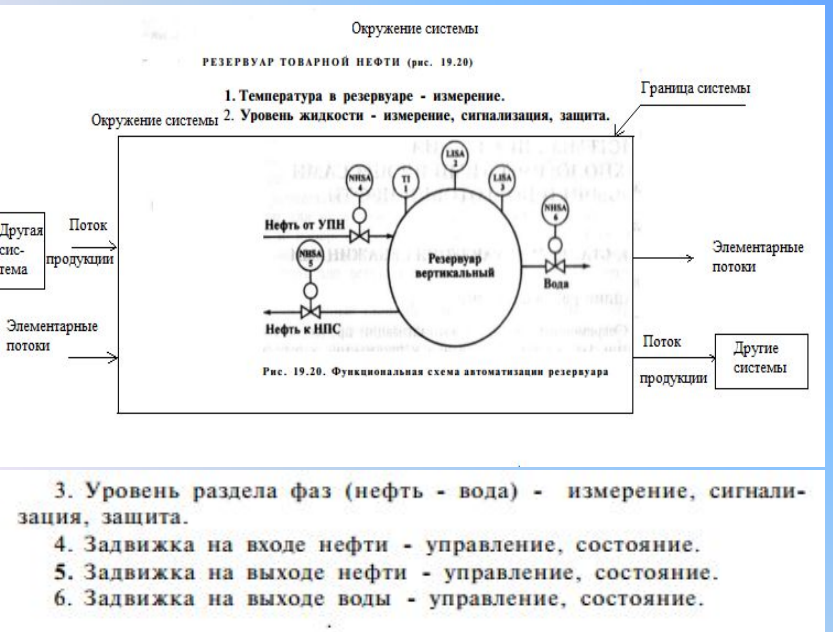 Окружение системы
РЕЗЕРВУАР ТОВАРНОЙ НЕФТИ (рис. 19.20)
Граница системы
1. Температура в резервуаре - измерение.
Окружение системы
2. Уровень жидкости - измерение, сигнализация, защита.
LISA
2
NHSA
4
TI
1
LISA
3
NHSA
6
Другая
сис-
тема
Поток
продукции
Нефть от УПН
NHSA
5
Резервуар
вертикальный
Вода
Элементарные
потоки
Элементарные
потоки
Нефть к НПС
Поток
продукции
Другие
системы
Рис. 19.20. Функциональная схема автоматизации резервуара
3. Уровень раздела фаз (нефть - вода) - измерение, сигнали-
зация, защита.
4. Задвижка на входе нефти - управление, состояние.
5. Задвижка на выходе нефти - управление, состояние.
6. Задвижка на выходе воды - управление, состояние.